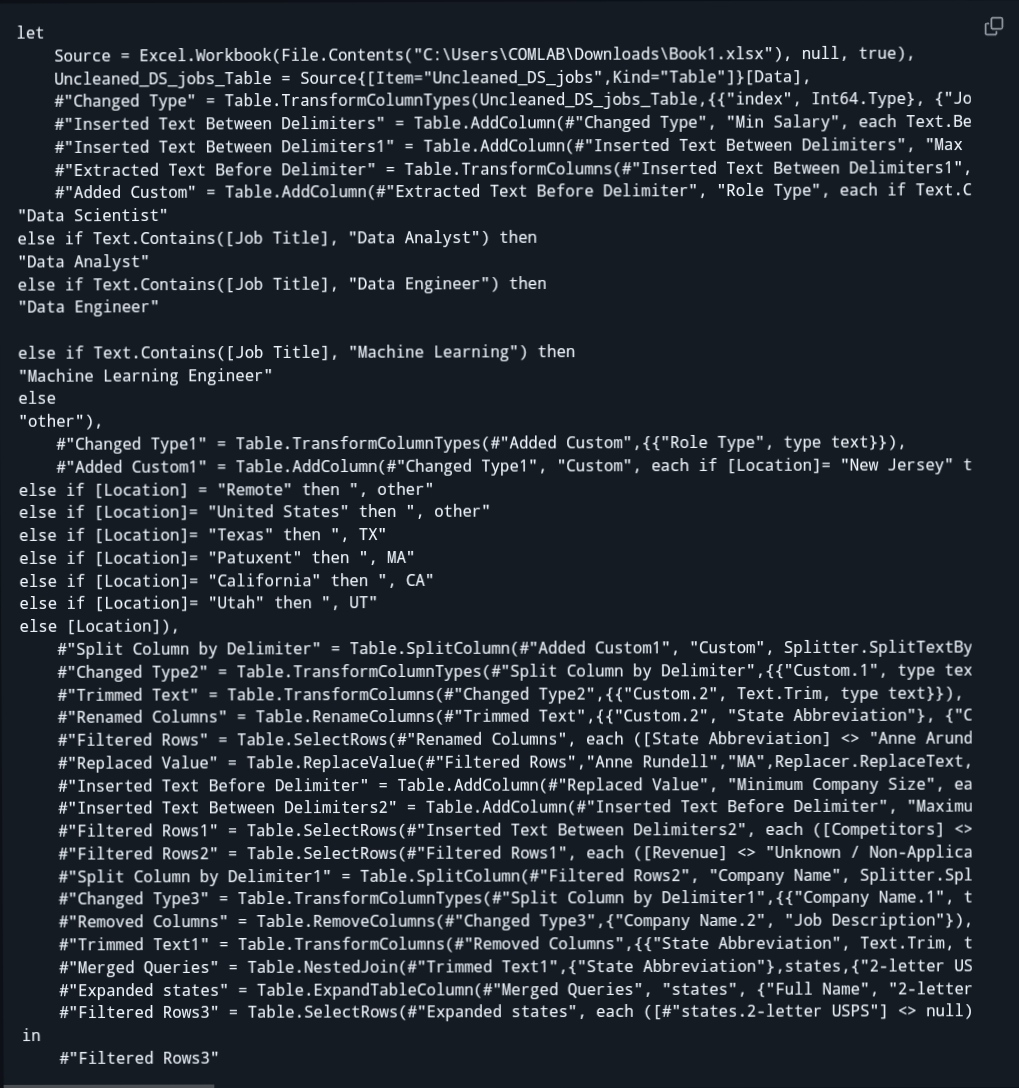 let
    Source = Excel.Workbook(File.Contents("C:\Users\COMLAB\Downloads\Book1.xlsx"), null, true),
    Uncleaned_DS_jobs_Table = Source{[Item="Uncleaned_DS_jobs",Kind="Table"]}[Data],
    #"Changed Type" = Table.TransformColumnTypes(Uncleaned_DS_jobs_Table,{{"index", Int64.Type}, {"Jo
    #"Inserted Text Between Delimiters" = Table.AddColumn(#"Changed Type", "Min Salary", each Text.Be
    #"Inserted Text Between Delimiters1" = Table.AddColumn(#"Inserted Text Between Delimiters", "Max
    #"Extracted Text Before Delimiter" = Table.TransformColumns(#"Inserted Text Between Delimiters1",
    #"Added Custom" = Table.AddColumn(#"Extracted Text Before Delimiter", "Role Type", each if Text.C
"Data Scientist"
else if Text.Contains([Job Title], "Data Analyst") then
"Data Analyst"
else if Text.Contains([Job Title], "Data Engineer") then
"Data Engineer"

else if Text.Contains([Job Title], "Machine Learning") then
"Machine Learning Engineer"
else
"other"),
    #"Changed Type1" = Table.TransformColumnTypes(#"Added Custom",{{"Role Type", type text}}),
    #"Added Custom1" = Table.AddColumn(#"Changed Type1", "Custom", each if [Location]= "New Jersey" t
else if [Location] = "Remote" then ", other"
else if [Location]= "United States" then ", other"
else if [Location]= "Texas" then ", TX"
else if [Location]= "Patuxent" then ", MA"
else if [Location]= "California" then ", CA"
else if [Location]= "Utah" then ", UT"
else [Location]),
    #"Split Column by Delimiter" = Table.SplitColumn(#"Added Custom1", "Custom", Splitter.SplitTextBy
    #"Changed Type2" = Table.TransformColumnTypes(#"Split Column by Delimiter",{{"Custom.1", type tex
    #"Trimmed Text" = Table.TransformColumns(#"Changed Type2",{{"Custom.2", Text.Trim, type text}}),
    #"Renamed Columns" = Table.RenameColumns(#"Trimmed Text",{{"Custom.2", "State Abbreviation"}, {"C
    #"Filtered Rows" = Table.SelectRows(#"Renamed Columns", each ([State Abbreviation] <> "Anne Arund
    #"Replaced Value" = Table.ReplaceValue(#"Filtered Rows","Anne Rundell","MA",Replacer.ReplaceText,
    #"Inserted Text Before Delimiter" = Table.AddColumn(#"Replaced Value", "Minimum Company Size", ea
    #"Inserted Text Between Delimiters2" = Table.AddColumn(#"Inserted Text Before Delimiter", "Maximu
    #"Filtered Rows1" = Table.SelectRows(#"Inserted Text Between Delimiters2", each ([Competitors] <>
    #"Filtered Rows2" = Table.SelectRows(#"Filtered Rows1", each ([Revenue] <> "Unknown / Non-Applica
    #"Split Column by Delimiter1" = Table.SplitColumn(#"Filtered Rows2", "Company Name", Splitter.Spl
    #"Changed Type3" = Table.TransformColumnTypes(#"Split Column by Delimiter1",{{"Company Name.1", t
    #"Removed Columns" = Table.RemoveColumns(#"Changed Type3",{"Company Name.2", "Job Description"}),
    #"Trimmed Text1" = Table.TransformColumns(#"Removed Columns",{{"State Abbreviation", Text.Trim, t
    #"Merged Queries" = Table.NestedJoin(#"Trimmed Text1",{"State Abbreviation"},states,{"2-letter US
    #"Expanded states" = Table.ExpandTableColumn(#"Merged Queries", "states", {"Full Name", "2-letter
    #"Filtered Rows3" = Table.SelectRows(#"Expanded states", each ([#"states.2-letter USPS"] <> null)
in
    #"Filtered Rows3"